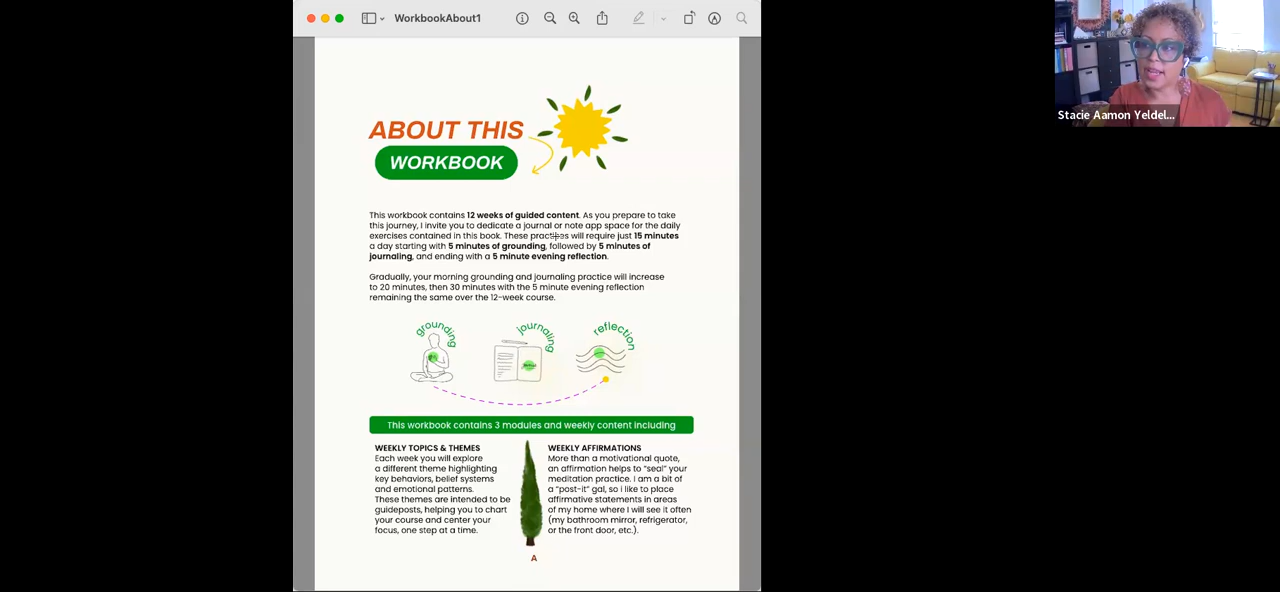 WorkbookAbout1
Stacie Aamon Yeldel...
ABOUT THIS
WORKBOOK
This workbook contains 12 weeks of guided content. As you prepare to take
this journey, I invite you to dedicate a journal or note app space for the daily
exercises contained in this book. These practices will require just 15 minutes
a day starting with 5 minutes of grounding, followed by 5 minutes of
journaling, and ending with a 5 minute evening reflection.
Gradually, your morning grounding and journaling practice will increase
to 20 minutes, then 30 minutes with the 5 minute evening reflection
remaining the same over the 12-week course.
grounding
journaling
reflection
This workbook contains 3 modules and weekly content including
WEEKLY TOPICS & THEMES
Each week you will explore
a different theme highlighting
key behaviors, belief systems
and emotional patterns.
These themes are intended to be
guideposts, helping you to chart
your course and center your
focus, one step at a time.
WEEKLY AFFIRMATIONS
More than a motivational quote,
an affirmation helps to "seal" your
meditation practice. I am a bit of
a "post-it" gal, so i like to place
affirmative statements in areas
of my home where I will see it often
(my bathroom mirror, refrigerator,
or the front door, etc.).
A